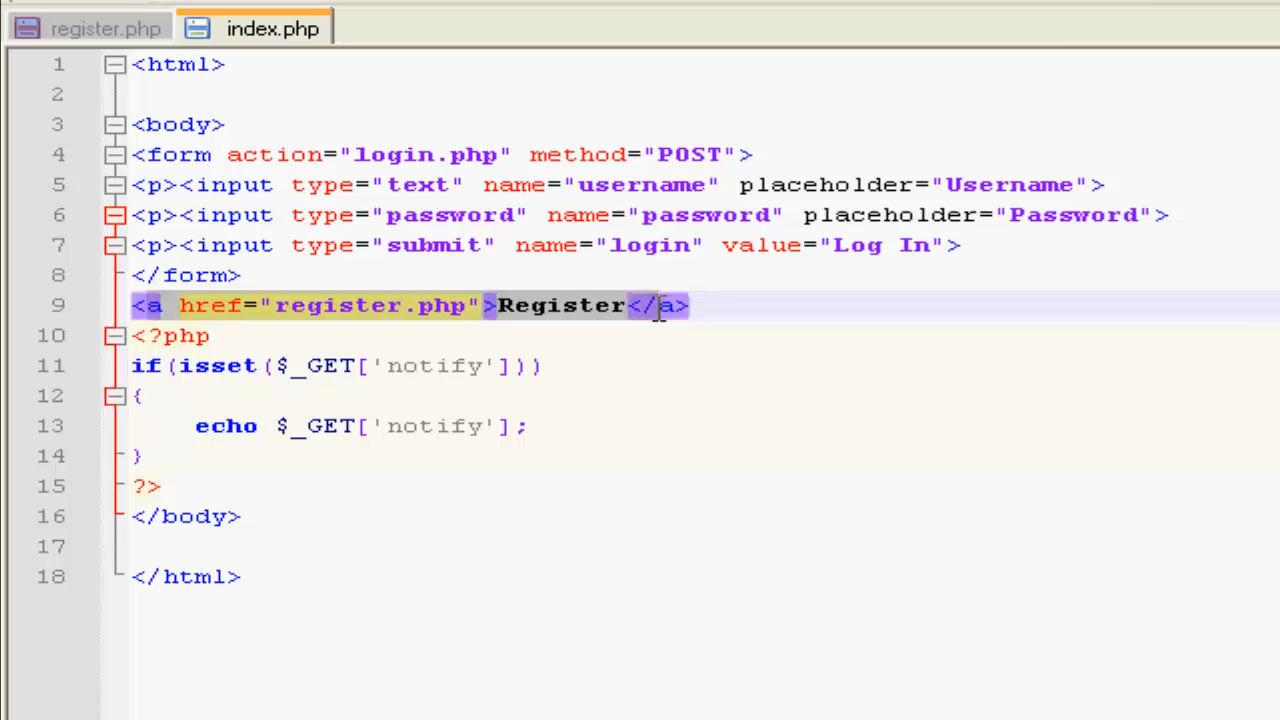 register.php index.php
1 <html>
2
3 <body>
4 <form action="login.php" method="POST">
5 <p><input type="text" name="username" placeholder="Username">
6 <p><input type="password" name="password" placeholder="Password">
7 <p><input type="submit" name="login" value="Log In">
8 </form>
9 <a href="register.php">Register</a>
10 <?php
11 if(isset($_GET['notify']))
12 {
13 echo $_GET['notify'];
14 }
15 ?>
16 </body>
17
18 </html>